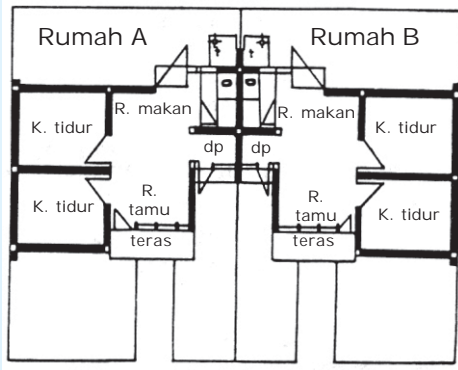 Rumah A Rumah B
R. makan R. makan
K. tidur K. tidur
dp dp
K. tidur R. tamu R. tamu K. tidur
teras teras